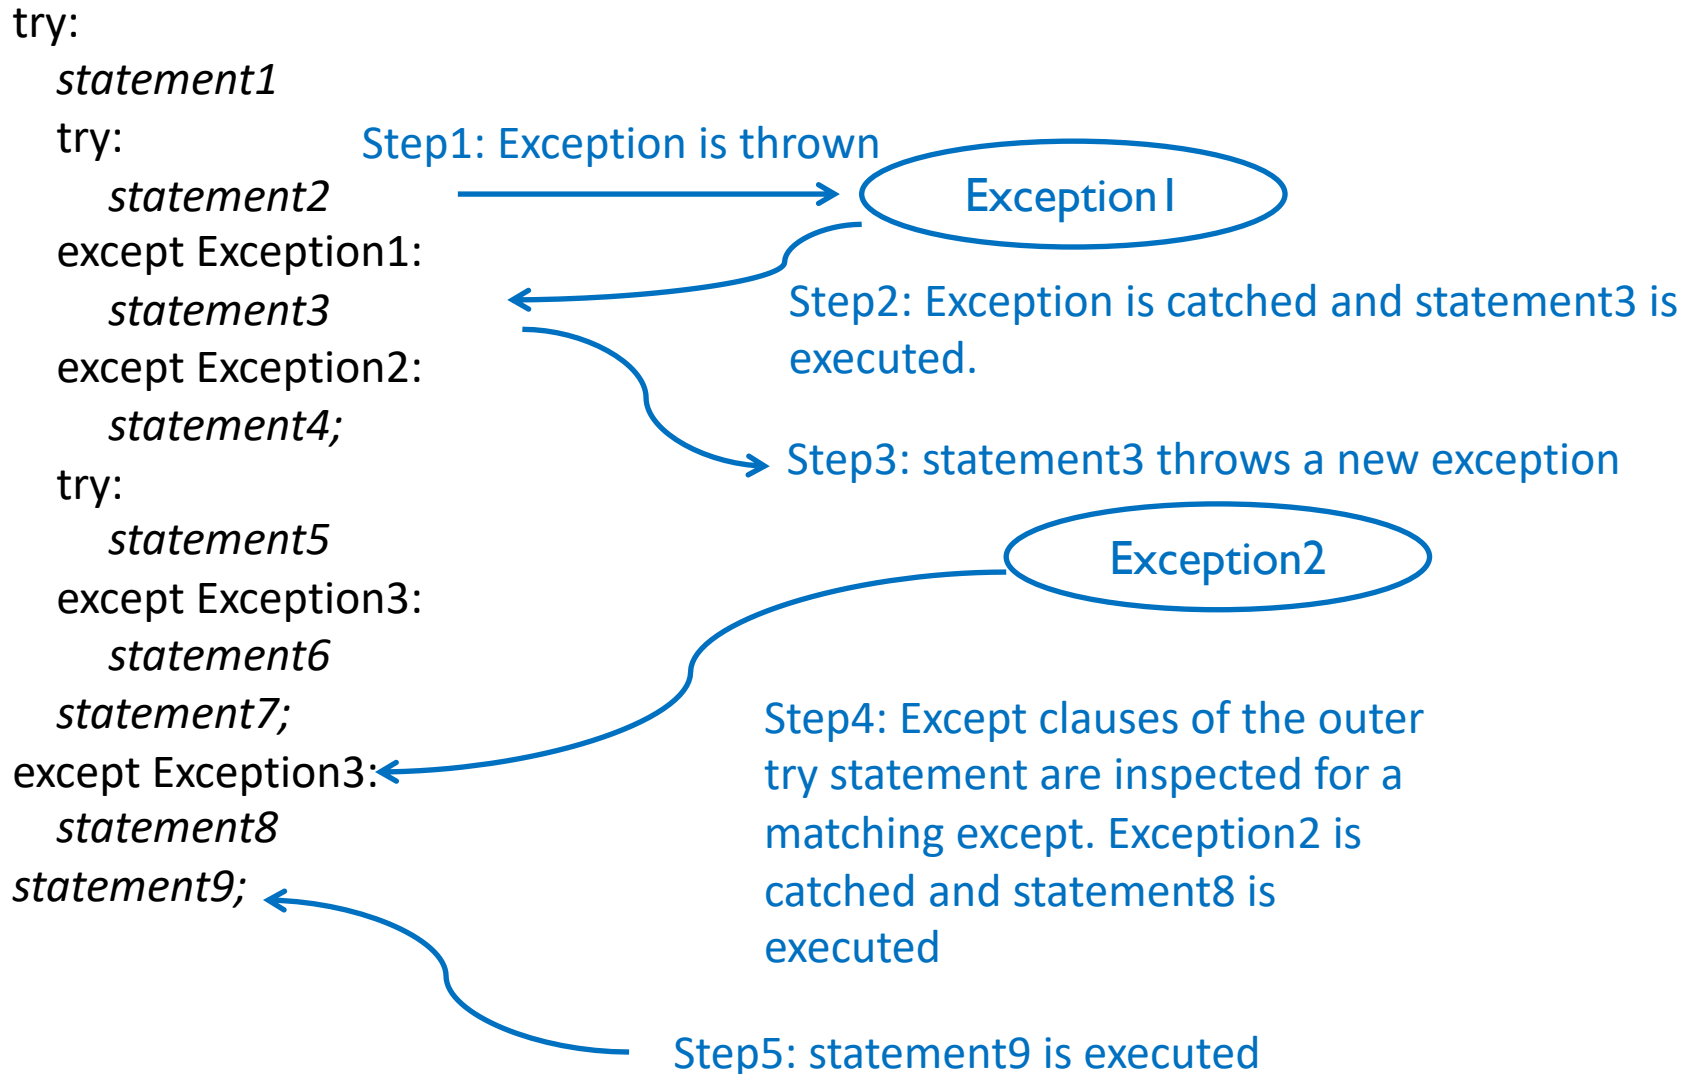 try:
statement1
try:
statement2
except Exception1:
statement3
except Exception2:
statement4;
try:
statement5
except Exception3:
statement6
statement7;
except Exception3:
statement8
statement9;
Step1: Exception is thrown
Exception1
Step2: Exception is catched and statement3 is
executed.
Step3: statement3 throws a new exception
Exception2
Step4: Except clauses of the outer
try statement are inspected for a
matching except. Exception2 is
catched and statement8 is
executed
Step5: statement9 is executed